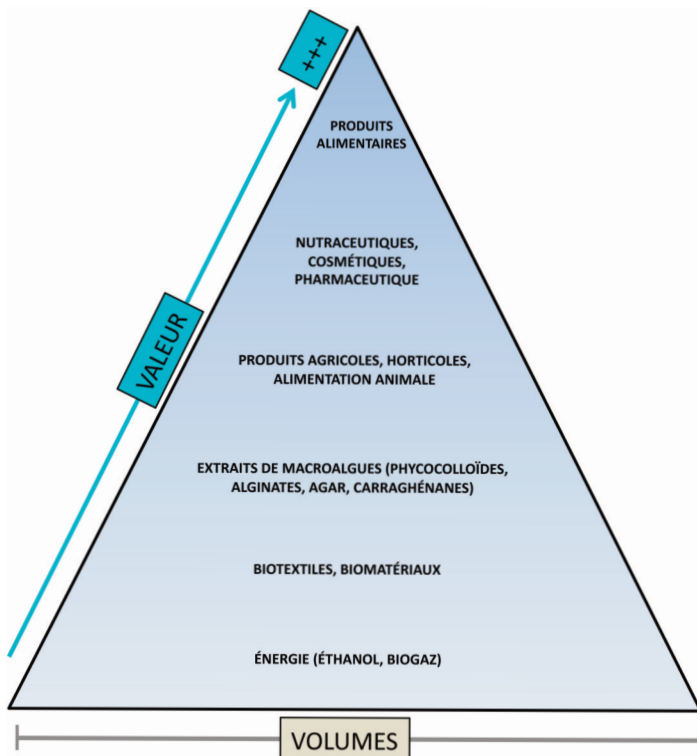 +++
PRODUITS
ALIMENTAIRES
NUTRACEUTIQUES,
COSMÉTIQUES,
PHARMACEUTIQUE
VALEUR
PRODUITS AGRICOLES, HORTICOLES,
ALIMENTATION ANIMALE
EXTRAITS DE MACROALGUES (PHYCOCOLLOÏDES,
ALGINATES, AGAR, CARRAGHÉNANES)
BIOTEXTILES, BIOMATÉRIAUX
ÉNERGIE (ÉTHANOL, BIOGAZ)
VOLUMES